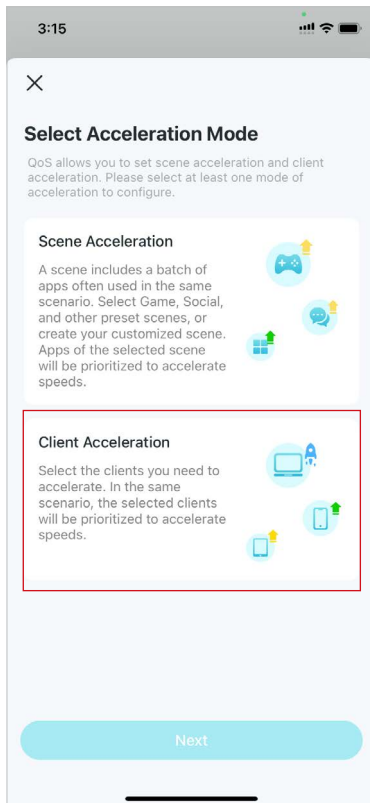 3:15
Select Acceleration Mode
QoS allows you to set scene acceleration and client
acceleration. Please select at least one mode of
acceleration to configure.
Scene Acceleration
A scene includes a batch of
apps often used in the same
scenario. Select Game, Social,
and other preset scenes, or
create your customized scene.
Apps of the selected scene
will be prioritized to accelerate
speeds.
Client Acceleration
Select the clients you need to
accelerate. In the same
scenario, the selected clients
will be prioritized to accelerate
speeds.
Next